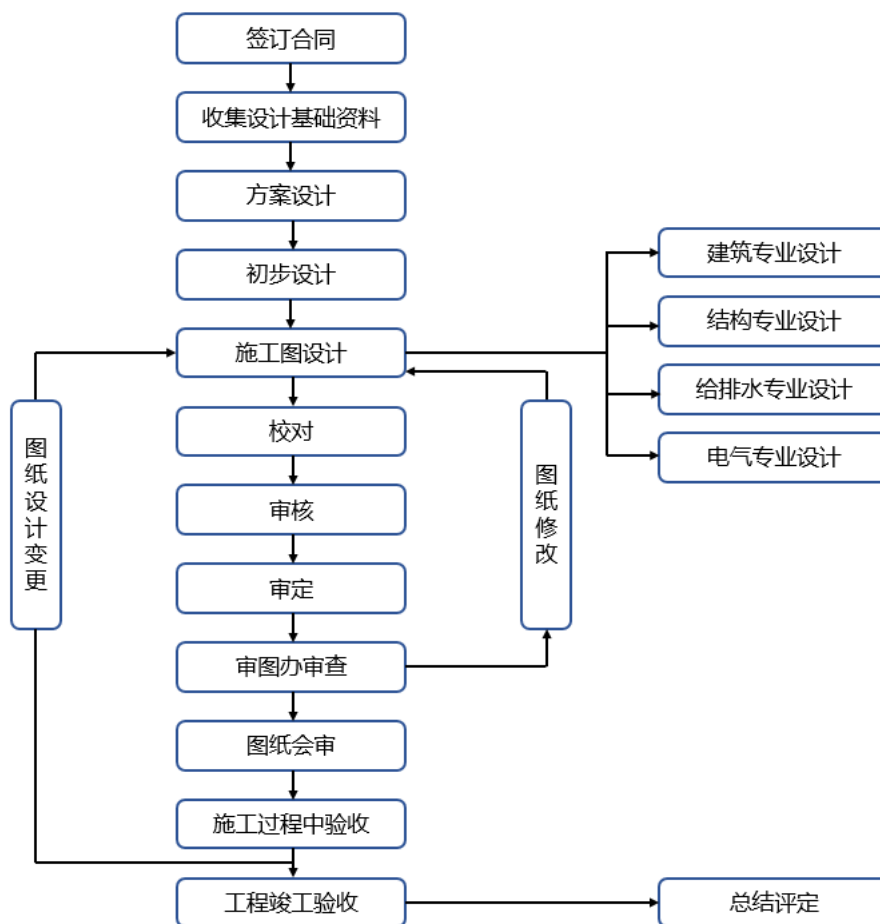 签订合同
收集设计基础资料
方案设计
初步设计
施工图设计
校对
审核
审定
审图办审查
图纸会审
施工过程中验收
工程竣工验收
图纸设计变更
图纸修改
建筑专业设计
结构专业设计
给排水专业设计
电气专业设计
总结评定